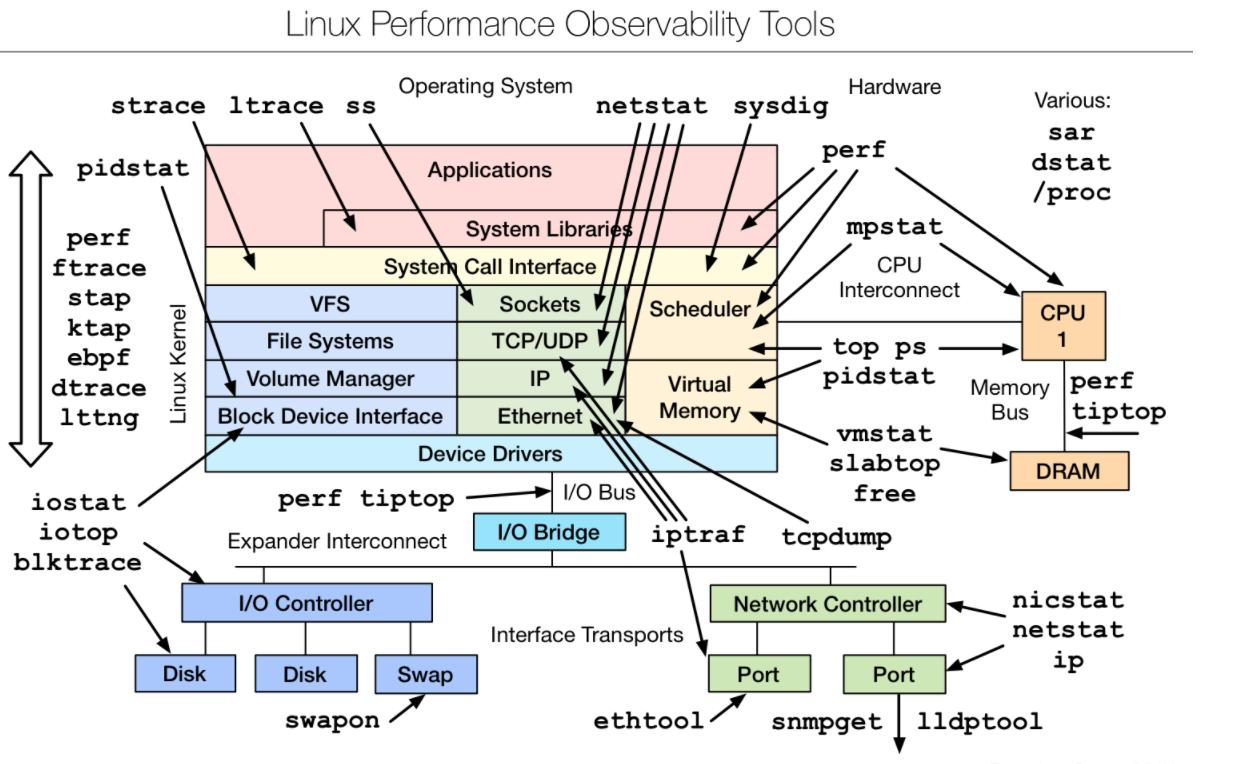 Linux Performance Observability Tools
Operating System
Hardware
strace ltrace ss
netstat sysdig
Various:
sar
dstat
/proc
pidstat
perf
mpstat
perf
ftrace
stap
ktap
ebpf
dtrace
lttng
Linux Kernel
Applications
System Libraries
System Call Interface
VFS
Sockets
Scheduler
File Systems
TCP/UDP
Volume Manager
IP
Virtual
Memory
Block Device Interface
Ethernet
Device Drivers
CPU
Interconnect
CPU
1
top ps
pidstat
Memory
Bus
perf
tiptop
vmstat
slabtop
free
DRAM
iostat
iotop
blktrace
perf tiptop
I/O Bus
I/O Bridge
iptraf
tcpdump
Expander Interconnect
I/O Controller
Network Controller
nicstat
netstat
ip
Interface Transports
Disk
Disk
Swap
Port
Port
swapon
ethtool
snmpget
lldptool